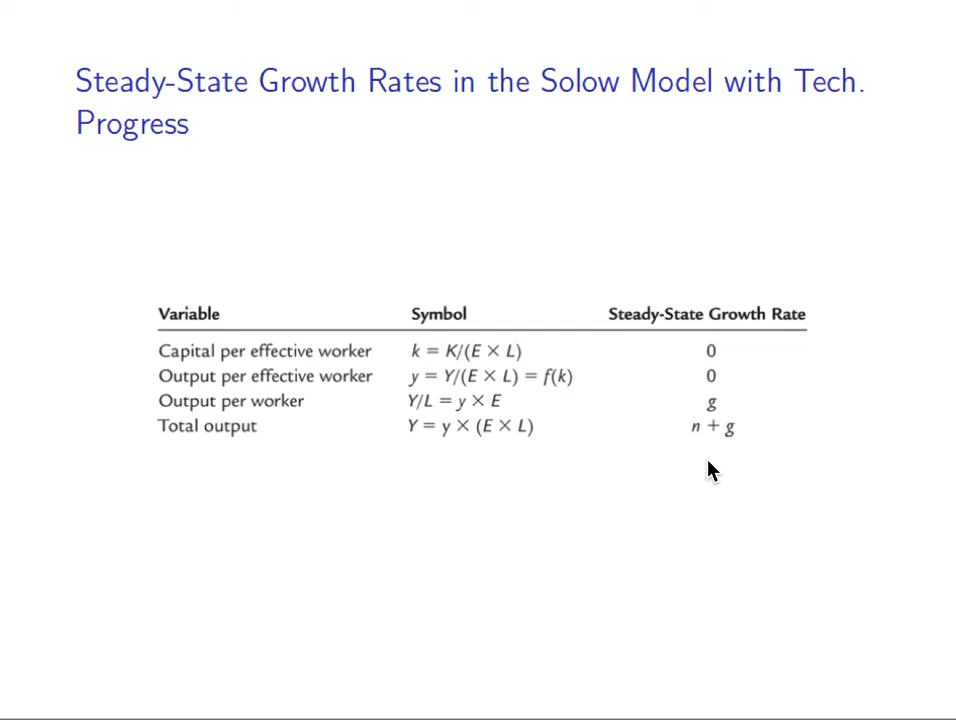 Steady-State Growth Rates in the Solow Model with Tech.
Progress
Variable Symbol Steady-State Growth Rate
Capital per effective worker k = K/(E × L) 0
Output per effective worker y = Y/(E × L) = f(k) 0
Output per worker Y/L = y × E g
Total output Y = y × (E × L) n + g